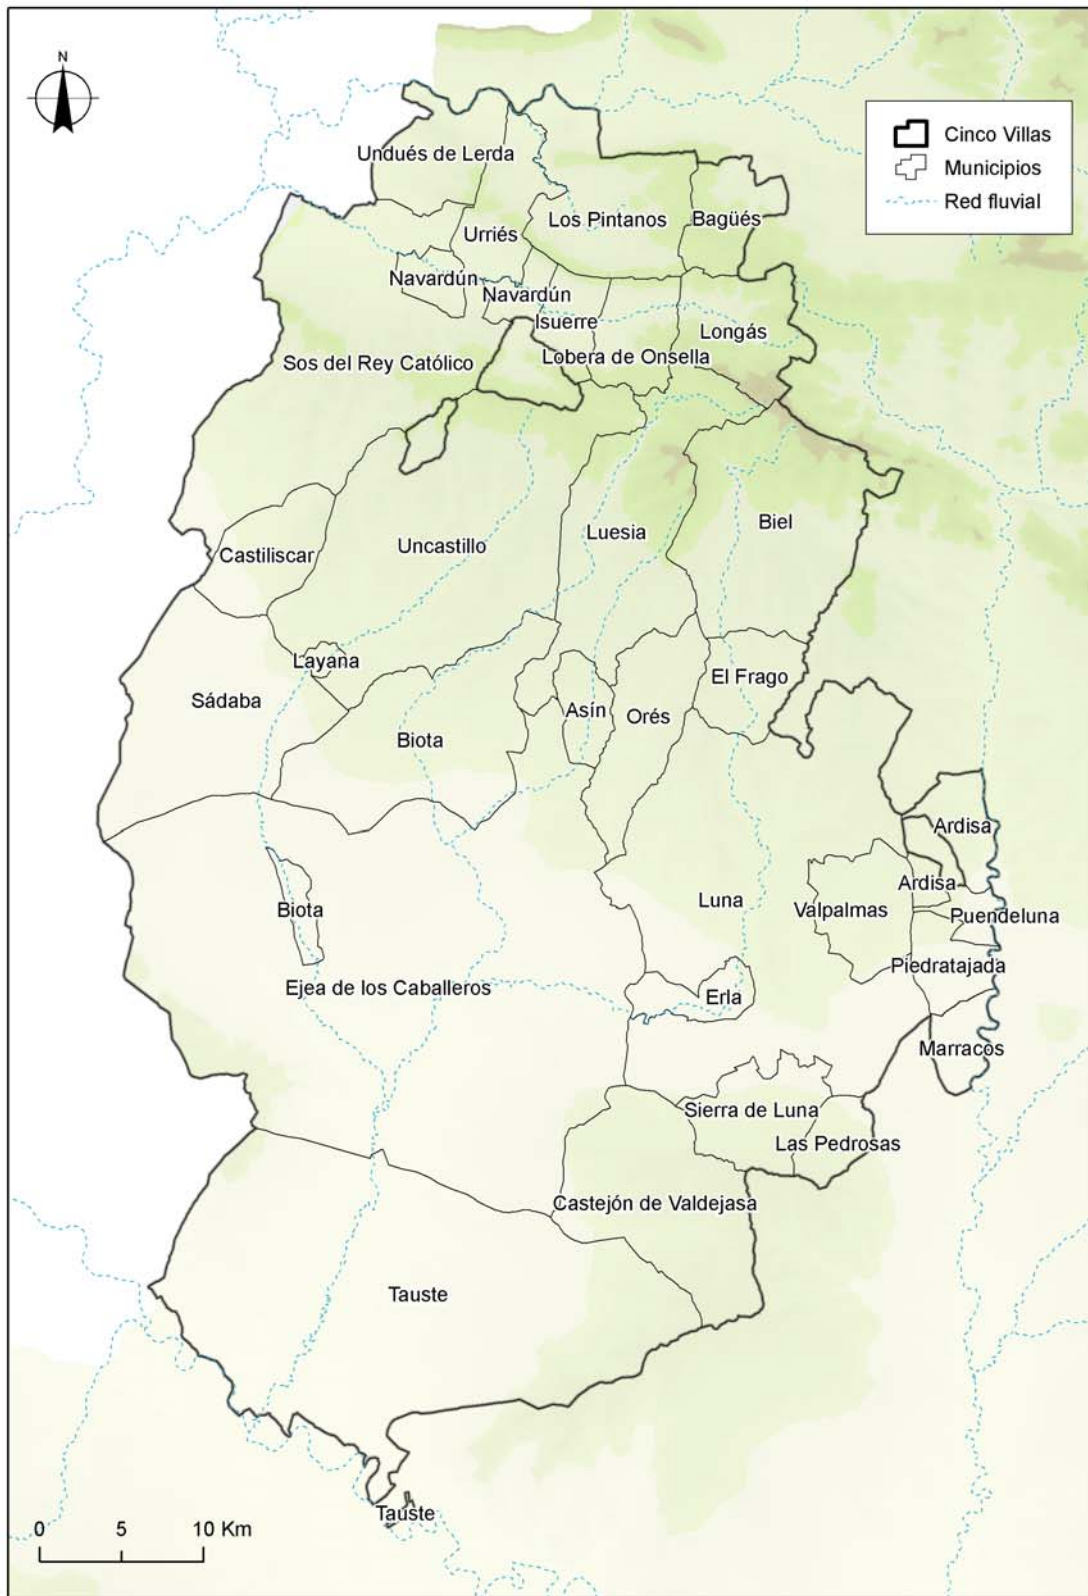 N
Cinco Villas
Municipios
Red fluvial
Undués de Lerda
Los Pintanos
Bagüés
Urriés
Navardún
Navardún
Isuerre
Longás
Lobera de Onsella
Sos del Rey Católico
Biel
Luesia
Uncastillo
Castiliscar
Layana
El Frago
Sádaba
Asín
Orés
Biota
Ardisa
Ardisa
Luna
Valpalmas
Biota
Puendeluna
Piedratajada
Ejea de los Caballeros
Erla
Marracos
Sierra de Luna
Las Pedrosas
Castejón de Valdejasa
Tauste
Tauste
0 5 10 Km